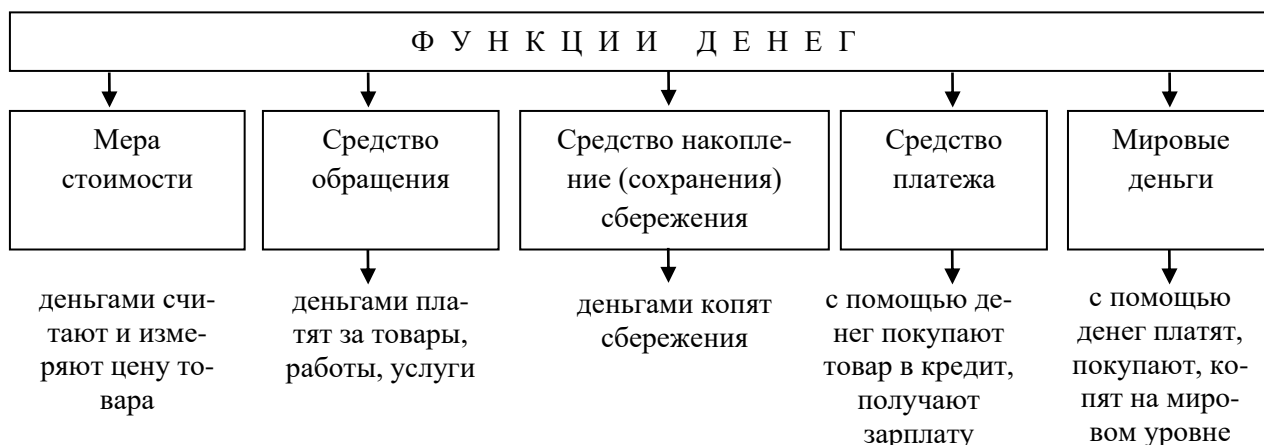 Ф У Н К Ц И И Д Е Н Е Г
Мера
стоимости
Средство
обращения
Средство накопле-
ние (сохранения)
сбережения
Средство
платежа
Мировые
деньги
деньгами счи-
тают и изме-
ряют цену то-
вара
деньгами пла-
тят за товары,
работы, услуги
деньгами копят
сбережения
с помощью де-
нег покупают
товар в кредит,
получают
зарплату
с помощью
денег платят,
покупают, ко-
пят на миро-
вом уровне